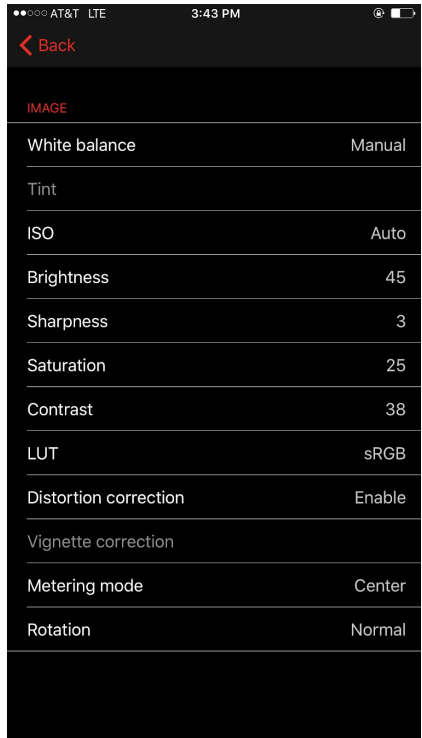 AT&T LTE 3:43 PM
Back
IMAGE
White balance Manual
Tint
ISO Auto
Brightness 45
Sharpness 3
Saturation 25
Contrast 38
LUT sRGB
Distortion correction Enable
Vignette correction
Metering mode Center
Rotation Normal